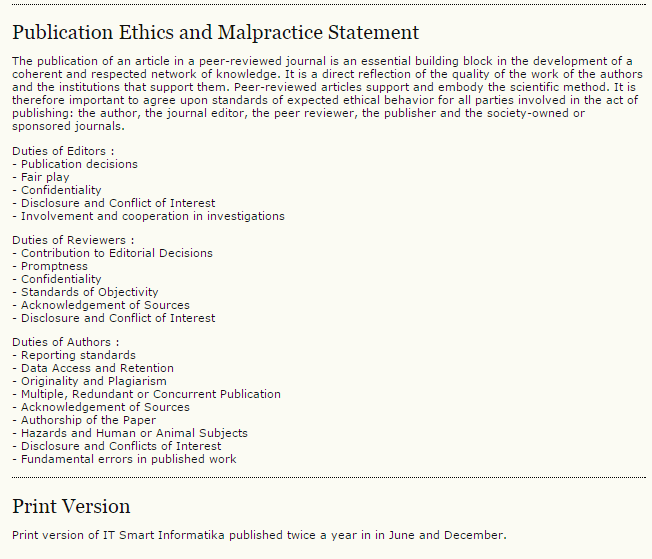 Publication Ethics and Malpractice Statement
The publication of an article in a peer-reviewed journal is an essential building block in the development of a
coherent and respected network of knowledge. It is a direct reflection of the quality of the work of the authors
and the institutions that support them. Peer-reviewed articles support and embody the scientific method. It is
therefore important to agree upon standards of expected ethical behavior for all parties involved in the act of
publishing: the author, the journal editor, the peer reviewer, the publisher and the society-owned or
sponsored journals.
Duties of Editors :
- Publication decisions
- Fair play
- Confidentiality
- Disclosure and Conflict of Interest
- Involvement and cooperation in investigations
Duties of Reviewers :
- Contribution to Editorial Decisions
- Promptness
- Confidentiality
- Standards of Objectivity
- Acknowledgement of Sources
- Disclosure and Conflict of Interest
Duties of Authors :
- Reporting standards
- Data Access and Retention
- Originality and Plagiarism
- Multiple, Redundant or Concurrent Publication
- Acknowledgement of Sources
- Authorship of the Paper
- Hazards and Human or Animal Subjects
- Disclosure and Conflicts of Interest
- Fundamental errors in published work
Print Version
Print version of IT Smart Informatika published twice a year in in June and December.